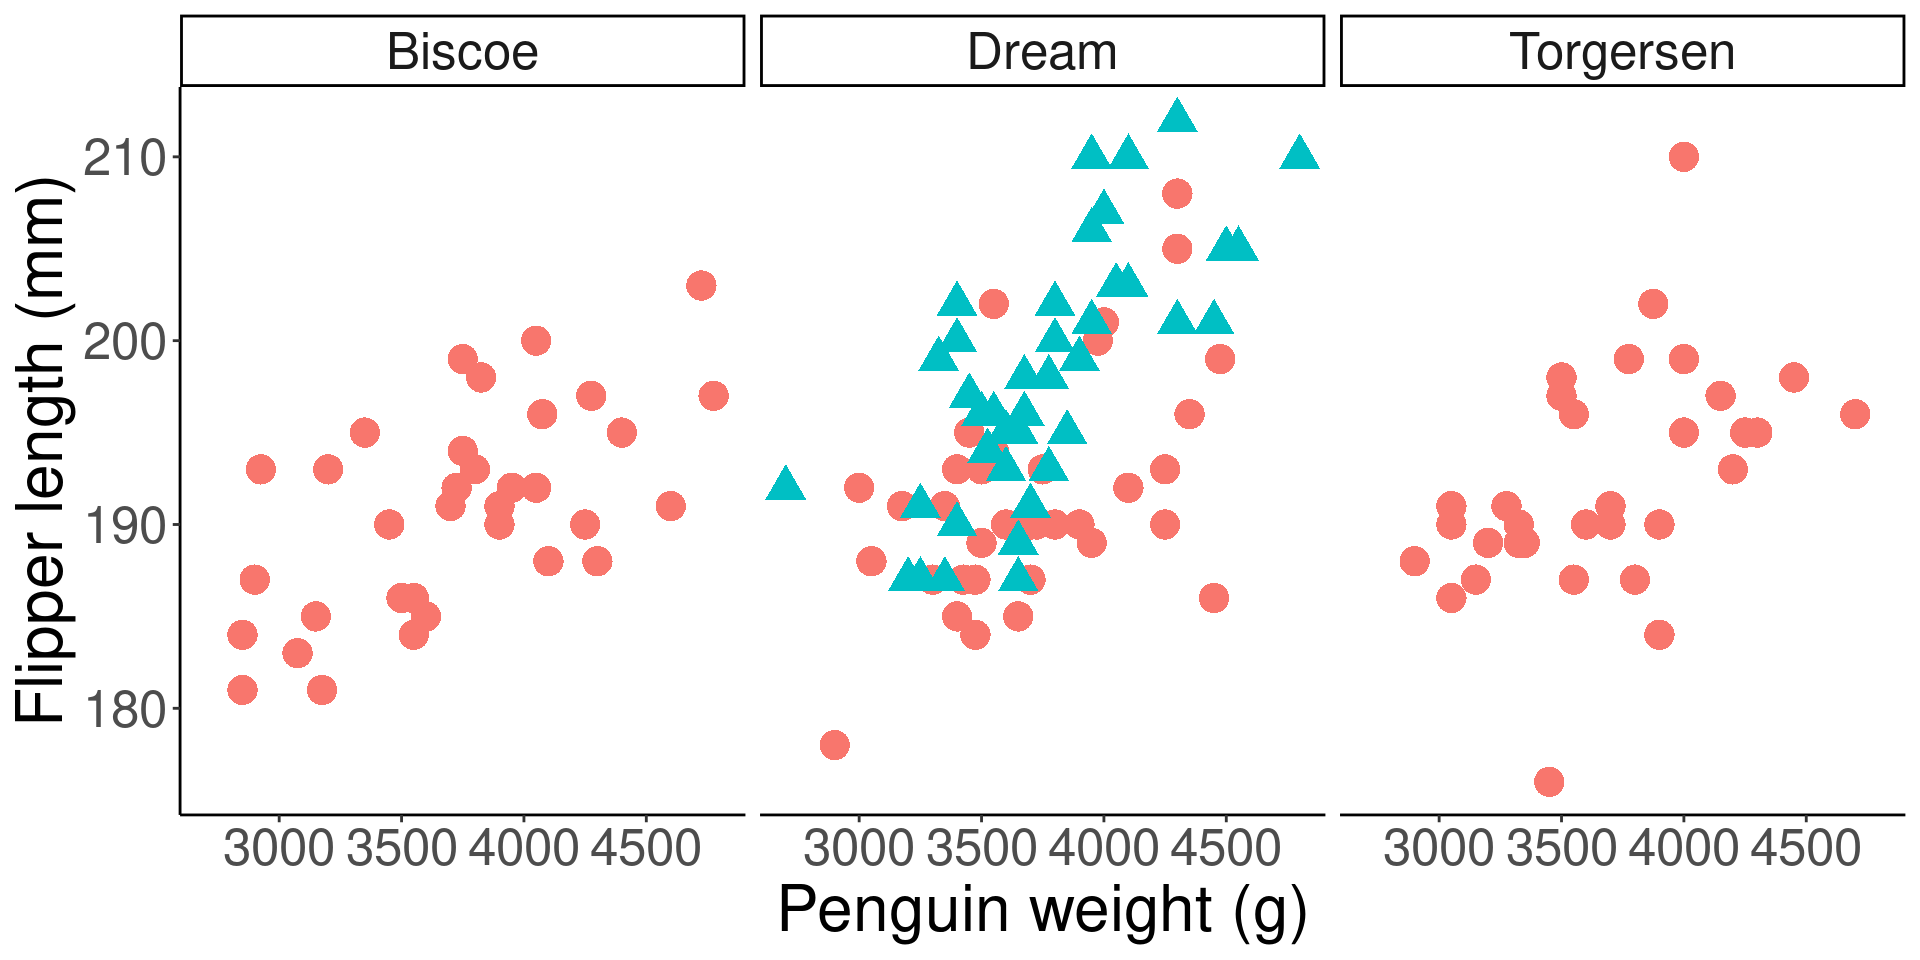 Biscoe Dream Torgersen
210
200
190
180
Flipper length (mm)
3000 3500 4000 4500 3000 3500 4000 4500 3000 3500 4000 4500
Penguin weight (g)